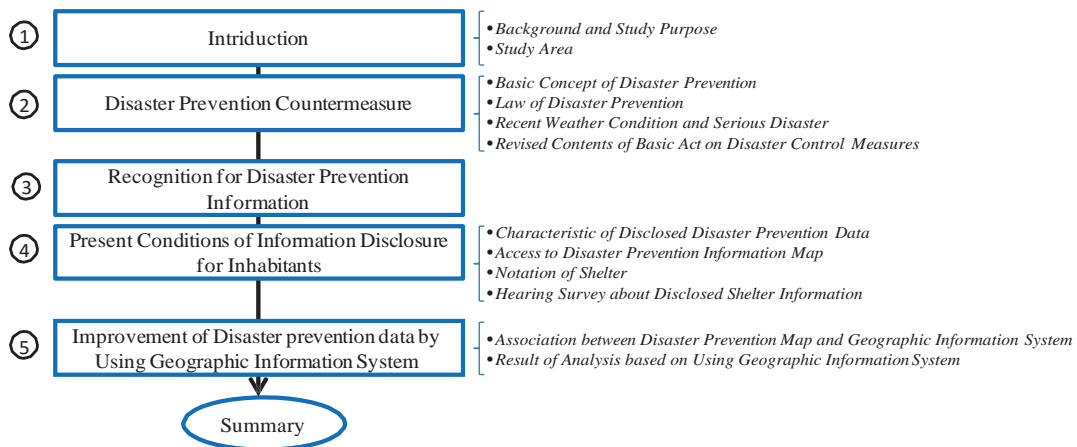 1
Intriduction
• Background and Study Purpose
• Study Area
2
Disaster Prevention Countermeasure
• Basic Concept of Disaster Prevention
• Law of Disaster Prevention
• Recent Weather Condition and Serious Disaster
• Revised Contents of Basic Act on Disaster Control Measures
3
Recognition for Disaster Prevention
Information
4
Present Conditions of Information Disclosure
for Inhabitants
• Characteristic of Disclosed Disaster Prevention Data
• Access to Disaster Prevention Information Map
• Notation of Shelter
• Hearing Survey about Disclosed Shelter Information
5
Improvement of Disaster prevention data by
Using Geographic Information System
• Association between Disaster Prevention Map and Geographic Information System
• Result of Analysis based on Using Geographic Information System
Summary